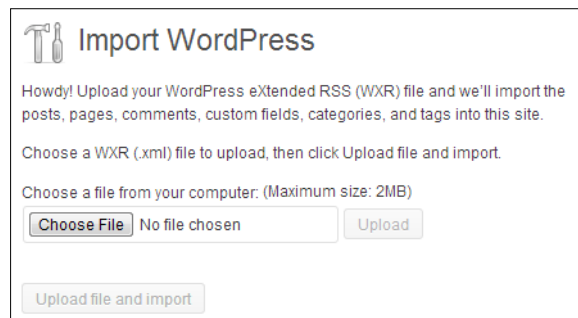 Import WordPress
Howdy! Upload your WordPress eXtended RSS (WXR) file and we'll import the
posts, pages, comments, custom fields, categories, and tags into this site.
Choose a WXR (.xml) file to upload, then click Upload file and import.
Choose a file from your computer: (Maximum size: 2MB)
Choose File No file chosen Upload
Upload file and import